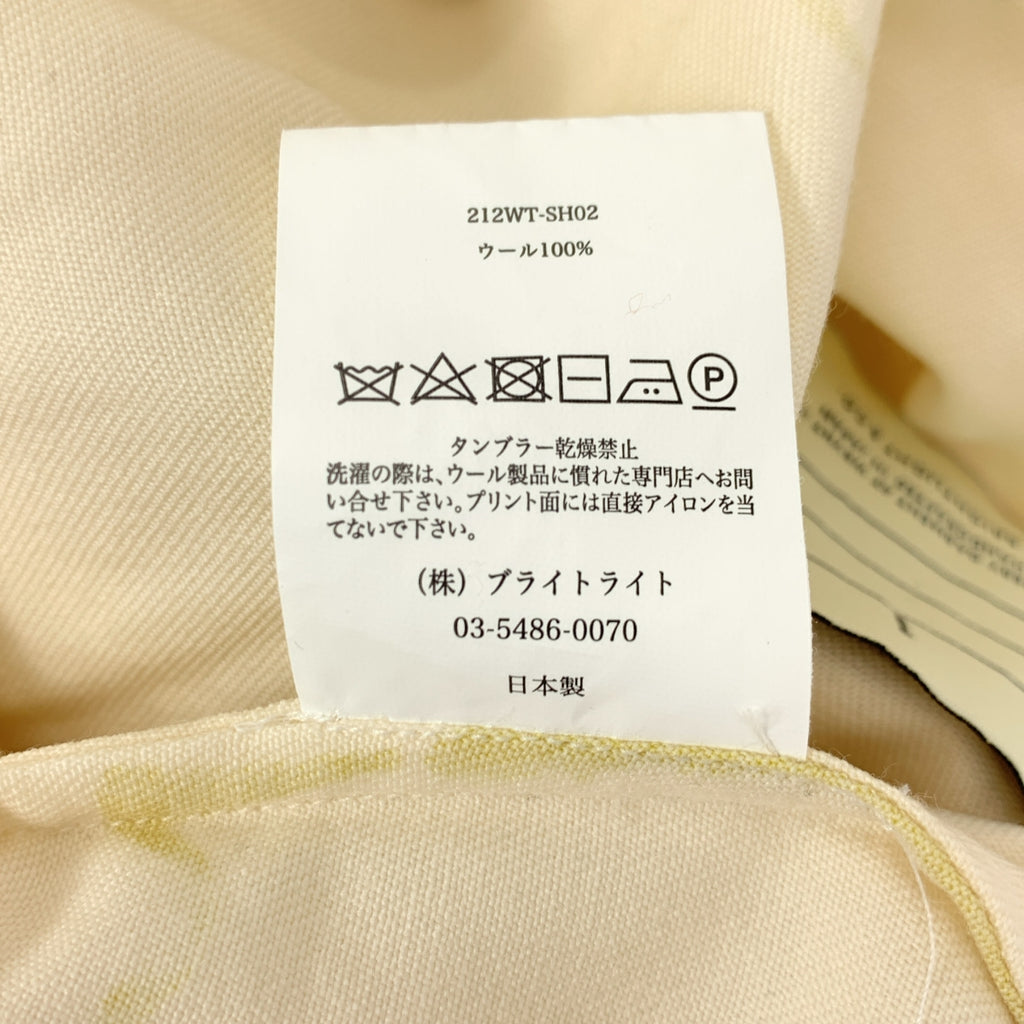 212WT-SH02
ウール100%
P
タンブラー乾燥禁止
洗濯の際は、ウール製品に慣れた専門店へお問
い合せ下さい。プリント面には直接アイロンを当
てないで下さい。
（株）ブライトライト
03-5486-0070
日本製